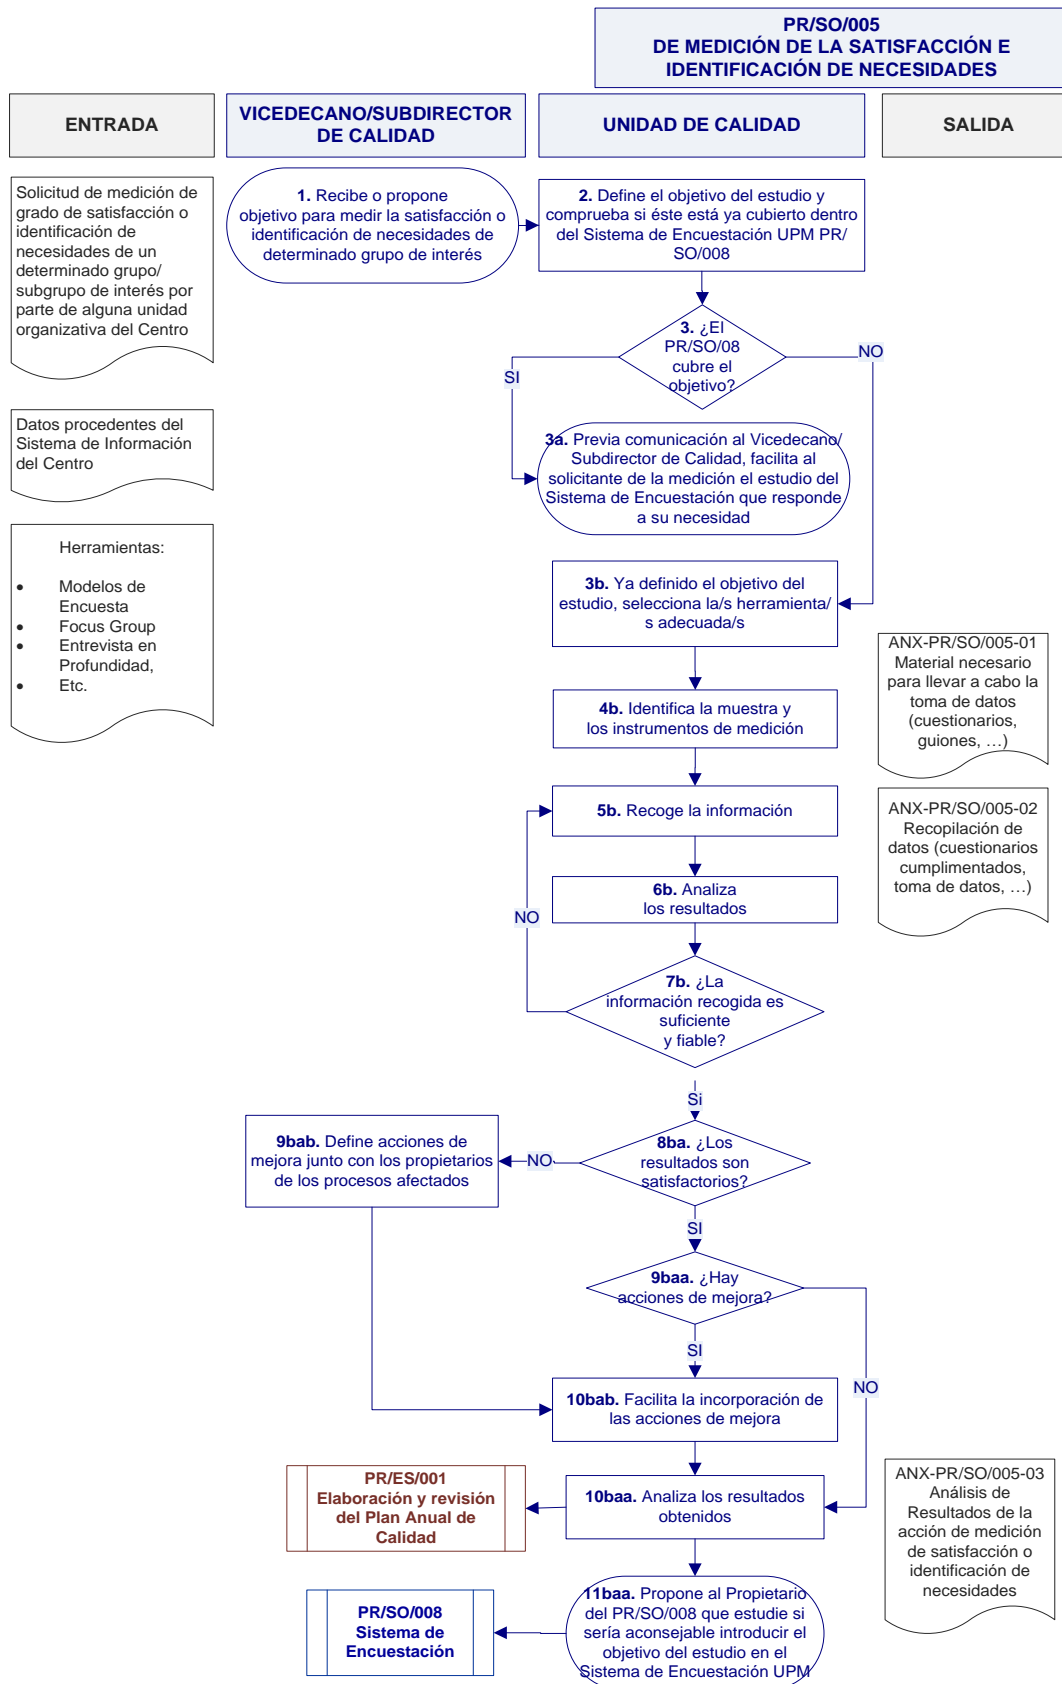 PR/SO/005
DE MEDICIÓN DE LA SATISFACCIÓN E
IDENTIFICACIÓN DE NECESIDADES
ENTRADA
VICEDECANO/SUBDIRECTOR
DE CALIDAD
UNIDAD DE CALIDAD
SALIDA
Solicitud de medición de
grado de satisfacción o
identificación de
necesidades de un
determinado grupo/
subgrupo de interés por
parte de alguna unidad
organizativa del Centro
1. Recibe o propone
objetivo para medir la satisfacción o
identificación de necesidades de
determinado grupo de interés
2. Define el objetivo del estudio y
comprueba si éste está ya cubierto dentro
del Sistema de Encuestación UPM PR/
SO/008
3. ¿El
PR/SO/08
cubre el
objetivo?
NO
SI
Datos procedentes del
Sistema de Información
del Centro
3a. Previa comunicación al Vicedecano/
Subdirector de Calidad, facilita al
solicitante de la medición el estudio del
Sistema de Encuestación que responde
a su necesidad
Herramientas:
• Modelos de
Encuesta
• Focus Group
• Entrevista en
Profundidad,
• Etc.
3b. Ya definido el objetivo del
estudio, selecciona la/s herramienta/
s adecuada/s
ANX-PR/SO/005-01
Material necesario
para llevar a cabo la
toma de datos
(cuestionarios,
guiones, …)
4b. Identifica la muestra y
los instrumentos de medición
5b. Recoge la información
ANX-PR/SO/005-02
Recopilación de
datos (cuestionarios
cumplimentados,
toma de datos, …)
6b. Analiza
los resultados
NO
7b. ¿La
información recogida es
suficiente
y fiable?
Si
9bab. Define acciones de
mejora junto con los propietarios
de los procesos afectados
NO
8ba. ¿Los
resultados son
satisfactorios?
SI
9baa. ¿Hay
acciones de mejora?
SI
NO
10bab. Facilita la incorporación de
las acciones de mejora
PR/ES/001
Elaboración y revisión
del Plan Anual de
Calidad
10baa. Analiza los resultados
obtenidos
ANX-PR/SO/005-03
Análisis de
Resultados de la
acción de medición
de satisfacción o
identificación de
necesidades
PR/SO/008
Sistema de
Encuestación
11baa. Propone al Propietario
del PR/SO/008 que estudie si
sería aconsejable introducir el
objetivo del estudio en el
Sistema de Encuestación UPM